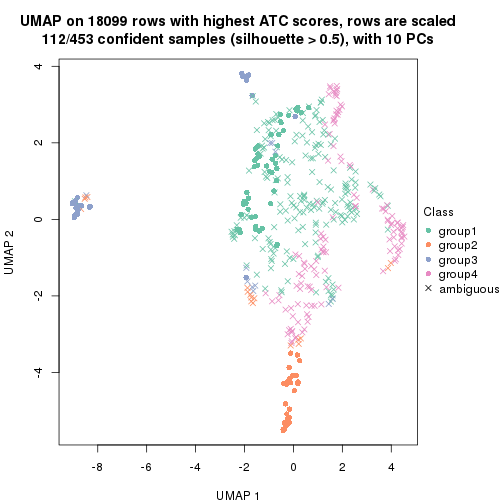 UMAP on 18099 rows with highest ATC scores, rows are scaled
112/453 confident samples (silhouette > 0.5), with 10 PCs
4
2
0
-2
-4
UMAP 2
-8
-6
-4
-2
0
2
4
UMAP 1
Class
group1
group2
group3
group4
ambiguous